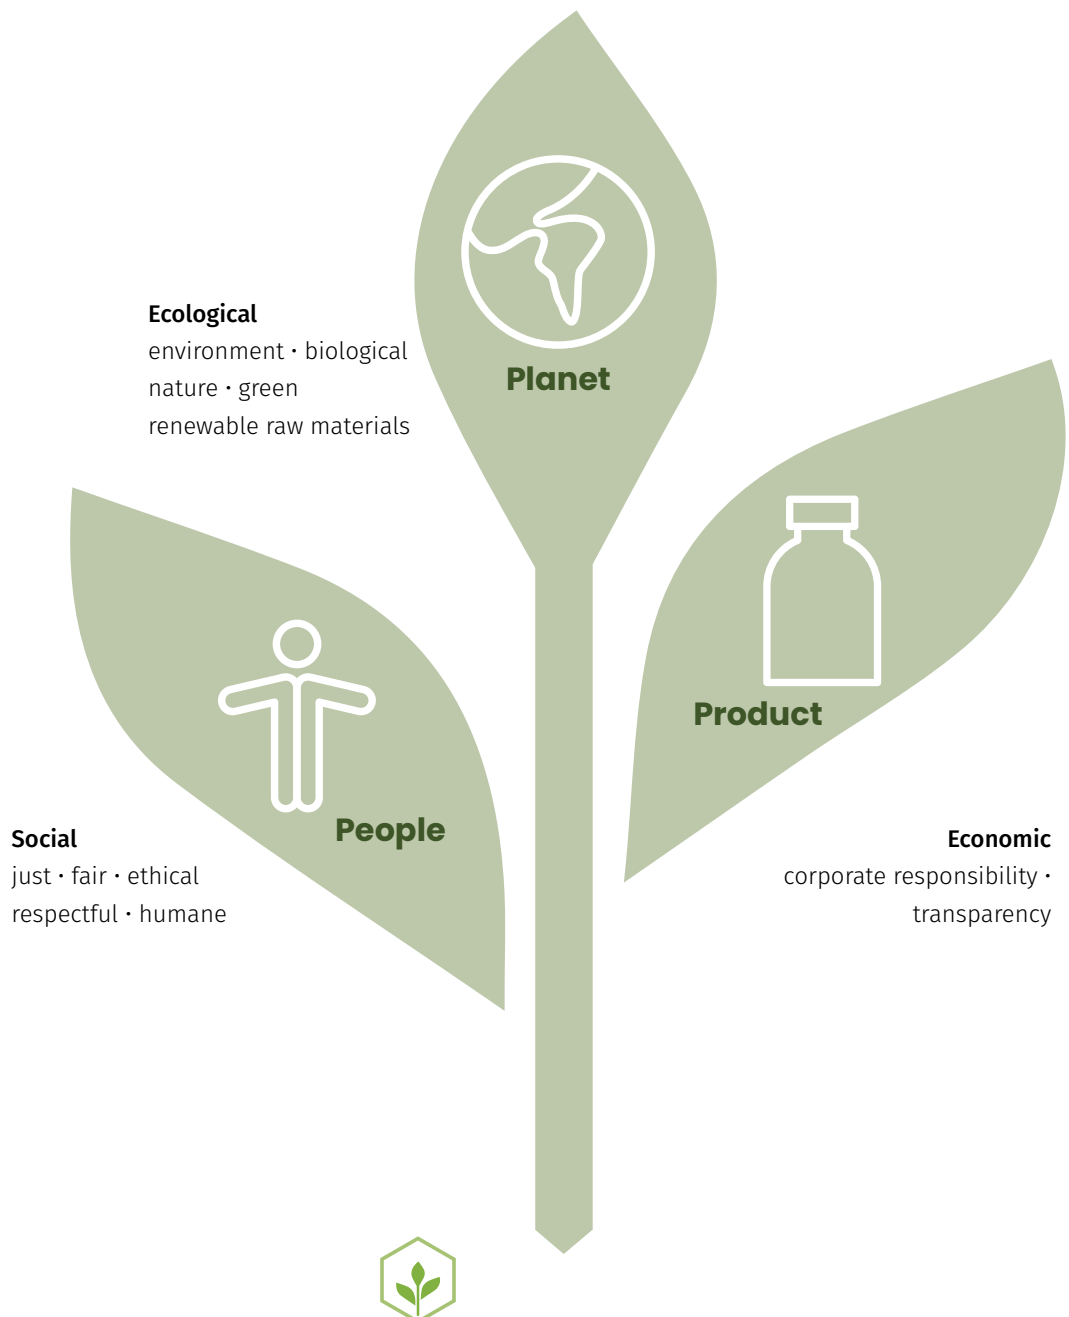 Planet
Ecological
environment · biological
nature · green
renewable raw materials
Product
People
Social
just · fair · ethical
respectful · humane
Economic
corporate responsibility ·
transparency